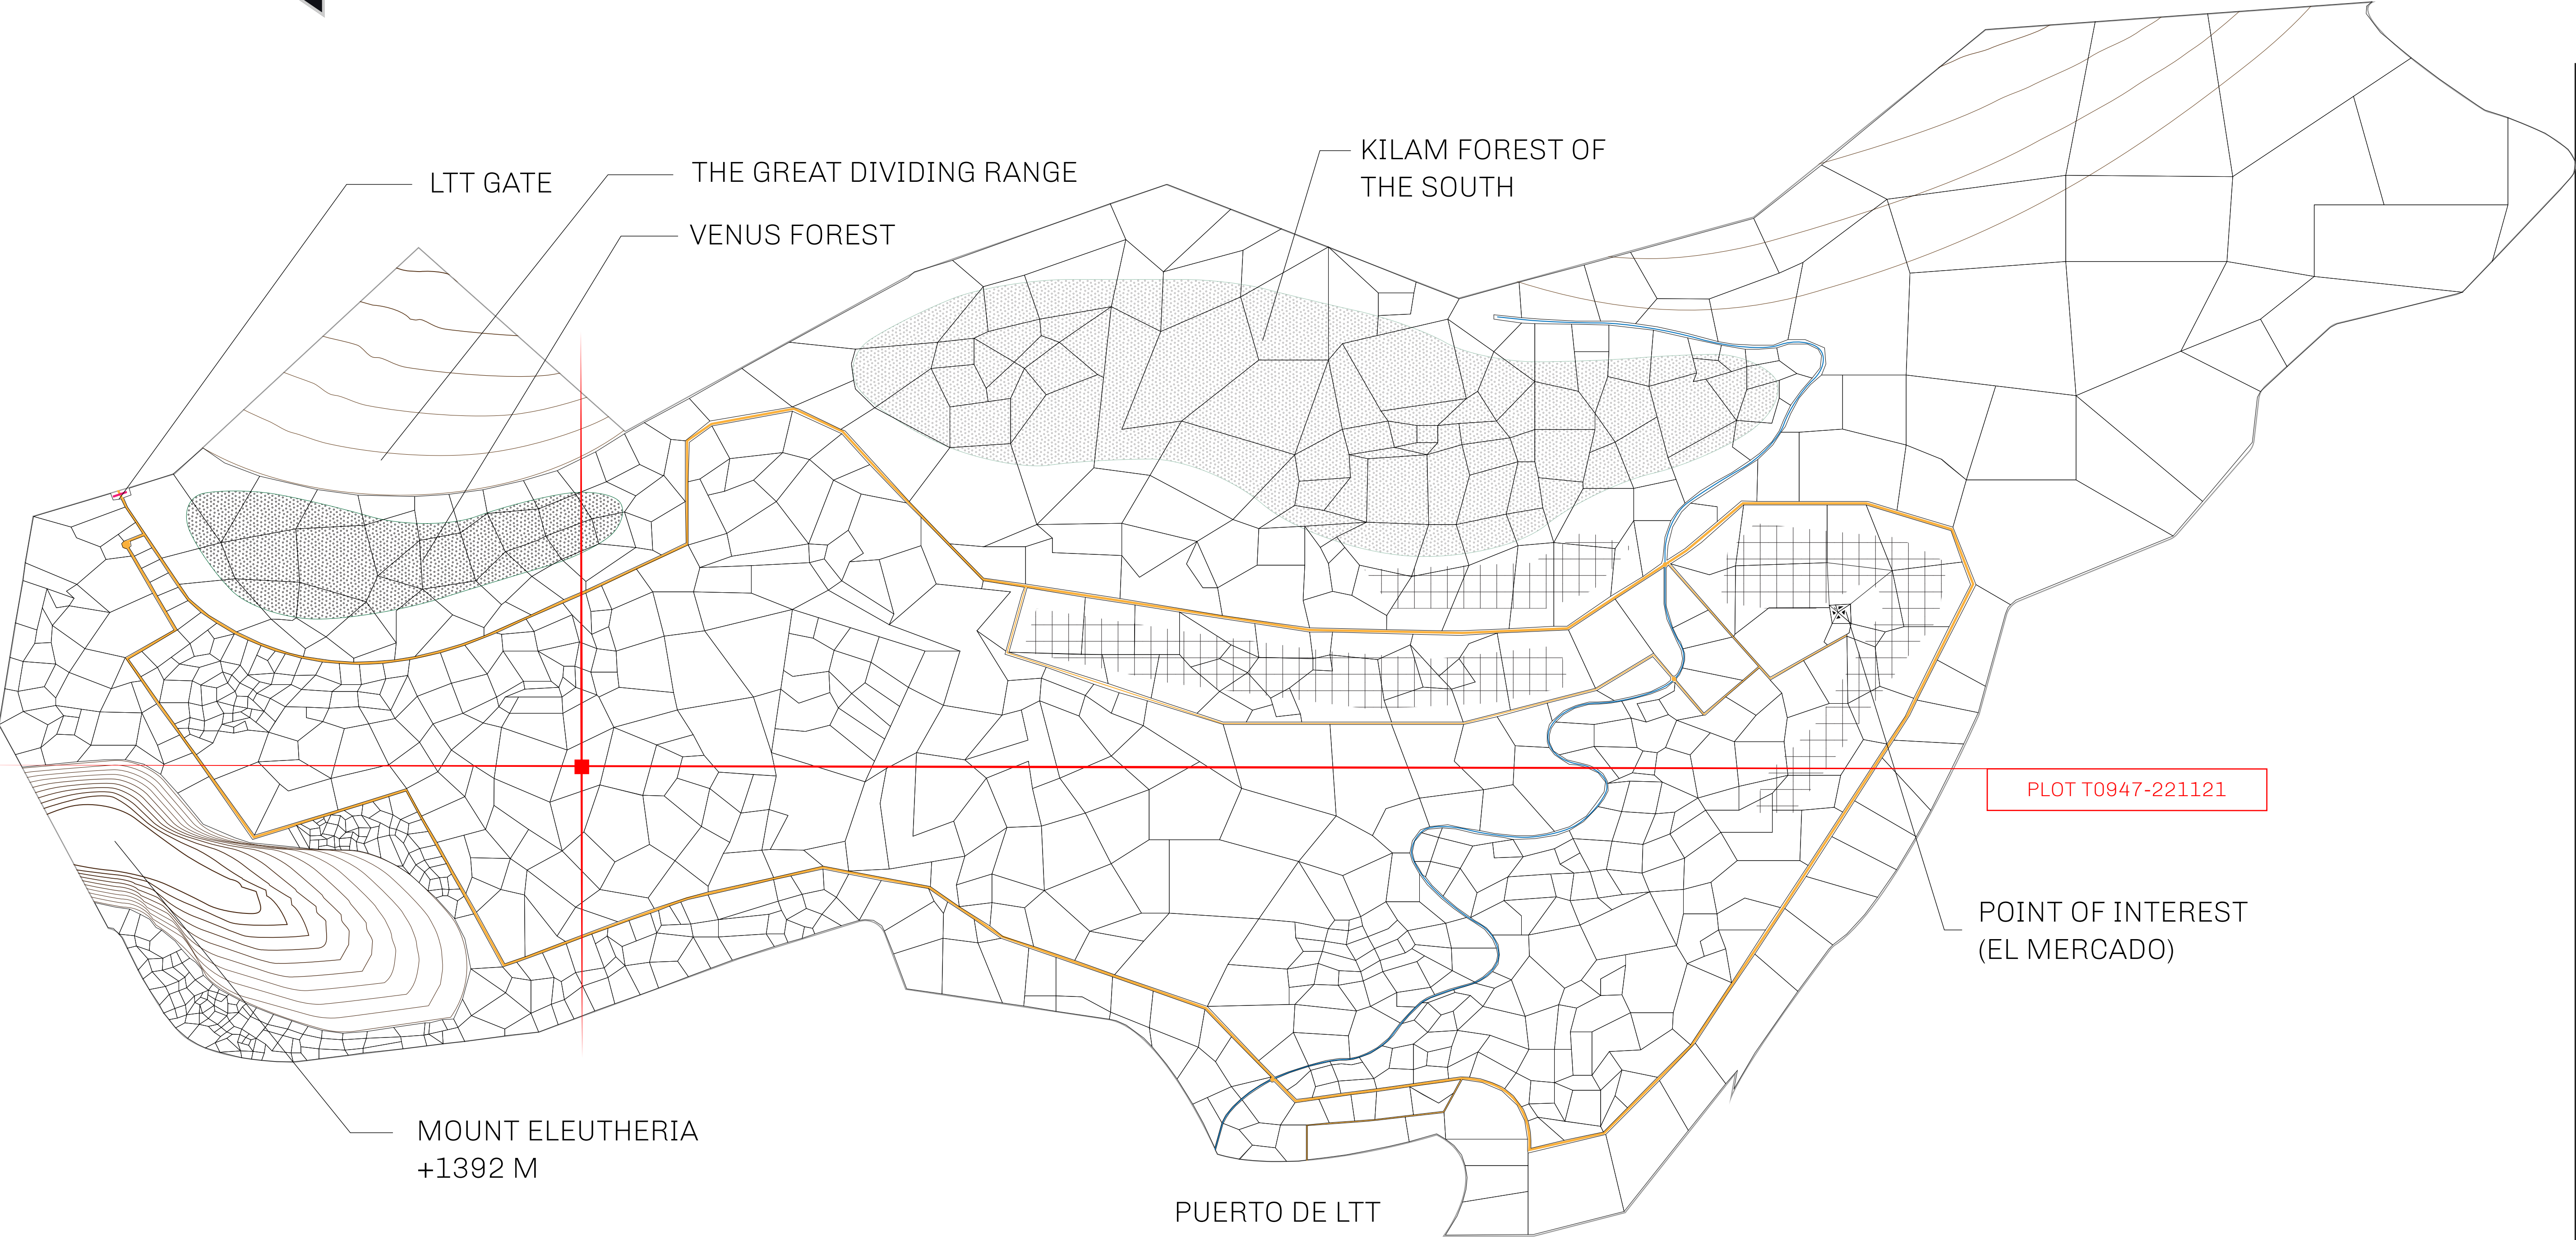 KILAM FOREST OF
THE SOUTH
THE GREAT DIVIDING RANGE
LTT GATE
VENUS FOREST
PLOT T0947-221121
POINT OF INTEREST
(EL MERCADO)
MOUNT ELEUTHERIA
+1392 M
PUERTO DE LTT